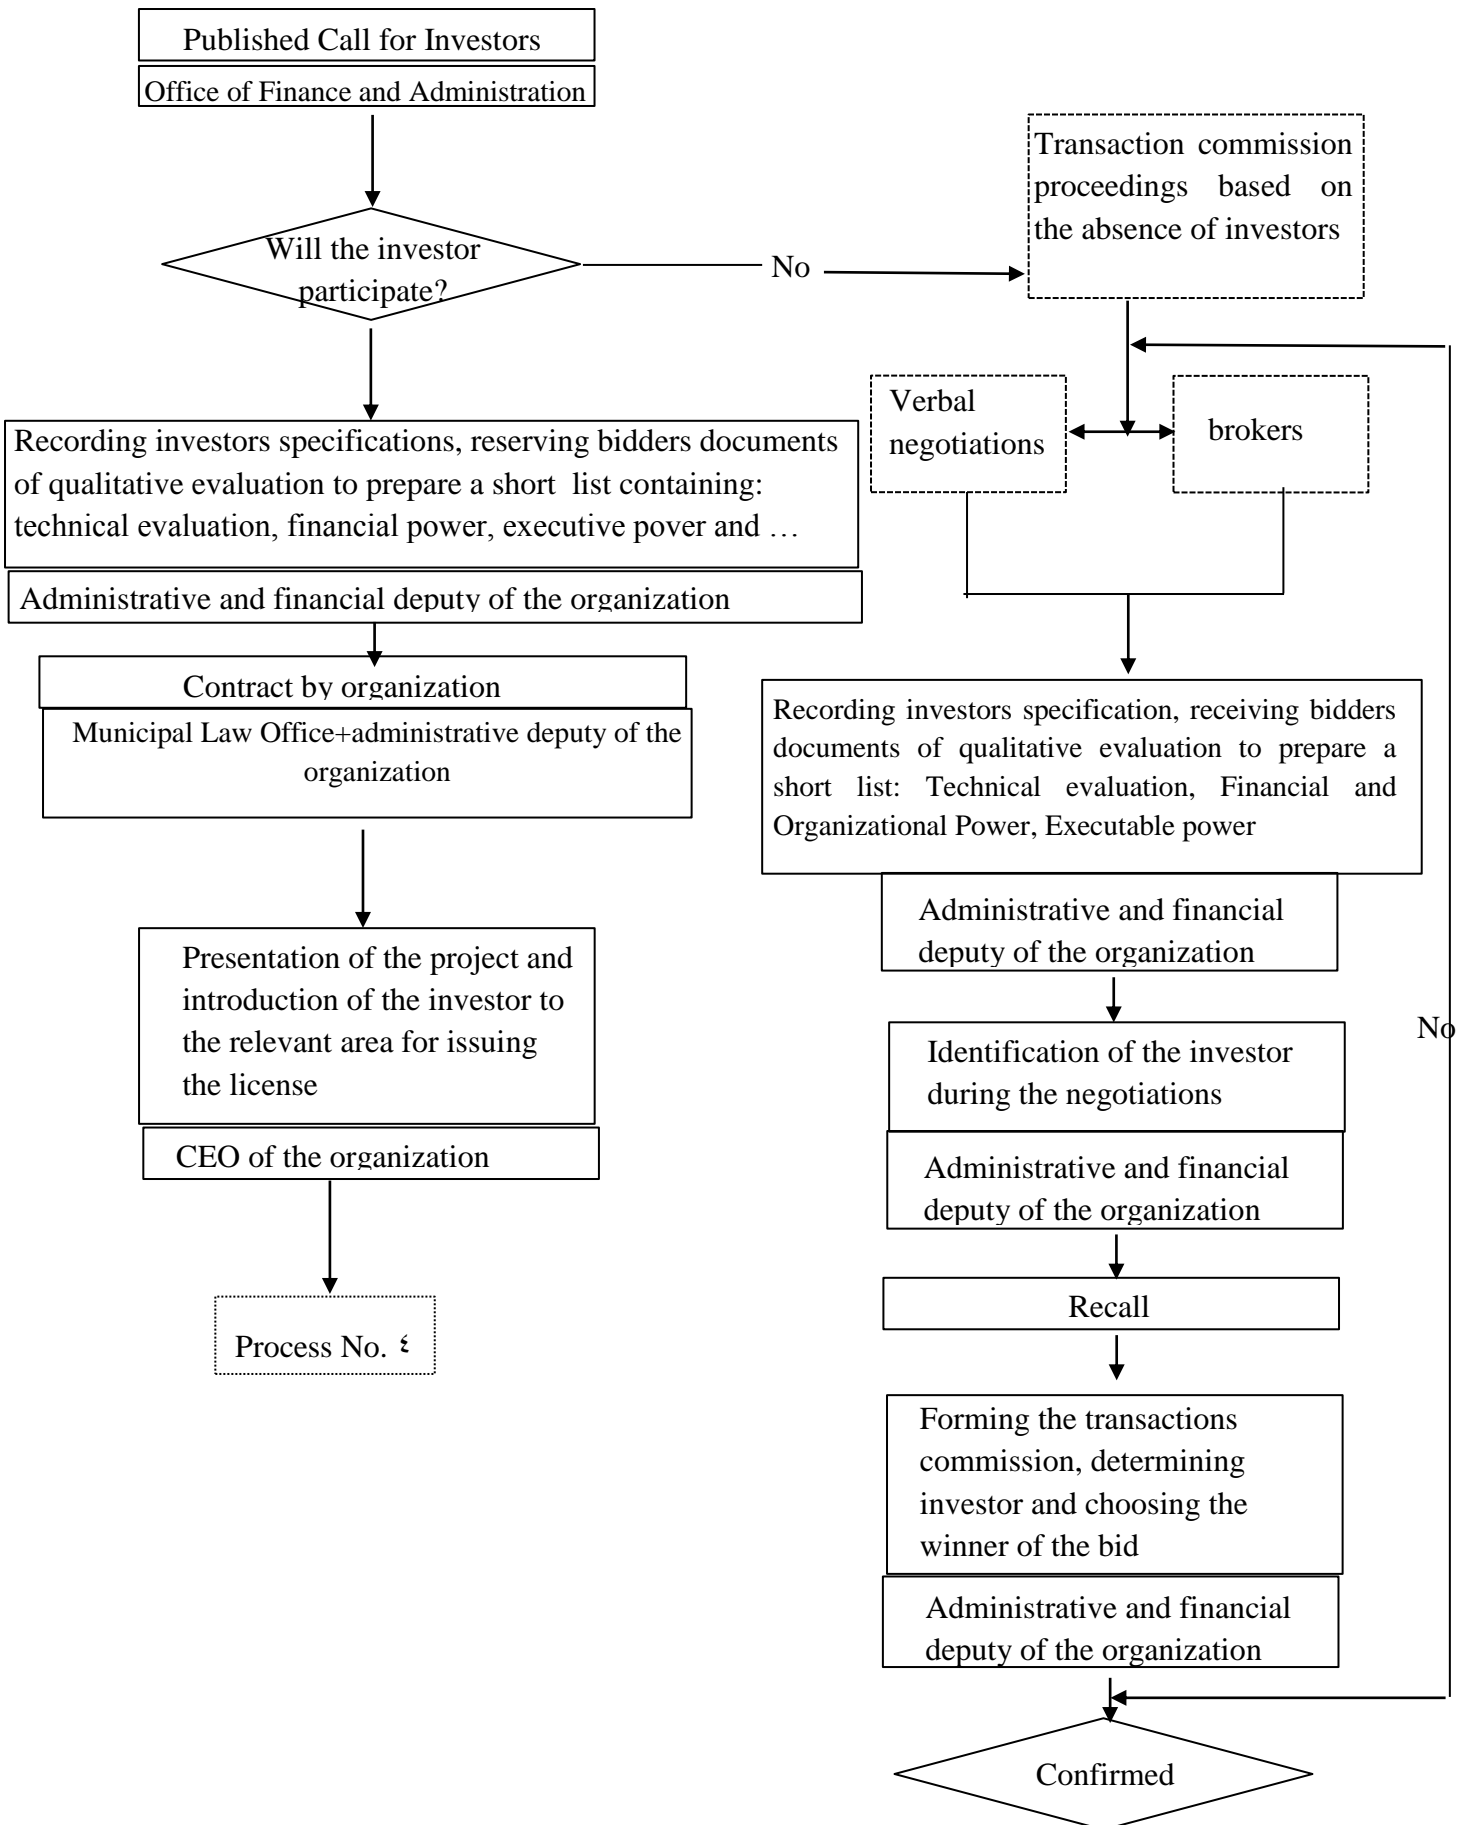 Published Call for Investors
Office of Finance and Administration
Will the investor
participate?
No
Transaction commission
proceedings based on
the absence of investors
Verbal
negotiations
brokers
Recording investors specifications, reserving bidders documents
of qualitative evaluation to prepare a short list containing:
technical evaluation, financial power, executive pover and …
Administrative and financial deputy of the organization
Contract by organization
Municipal Law Office+administrative deputy of the
organization
Presentation of the project and
introduction of the investor to
the relevant area for issuing
the license
CEO of the organization
Process No. ٤
Recording investors specification, receiving bidders
documents of qualitative evaluation to prepare a
short list: Technical evaluation, Financial and
Organizational Power, Executable power
Administrative and financial
deputy of the organization
No
Identification of the investor
during the negotiations
Administrative and financial
deputy of the organization
Recall
Forming the transactions
commission, determining
investor and choosing the
winner of the bid
Administrative and financial
deputy of the organization
Confirmed